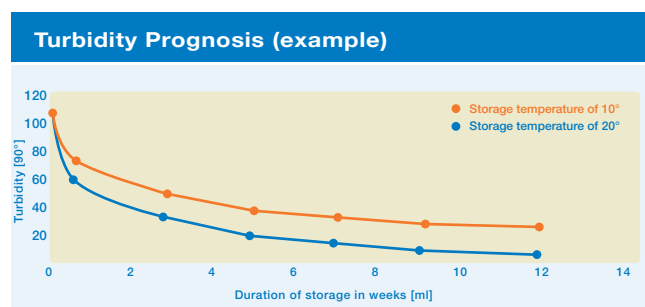 Turbidity Prognosis (example)
120
100
80
60
40
20
Turbidity [90°]
Storage temperature of 10°
Storage temperature of 20°
0 2 4 6 8 10 12 14
Duration of storage in weeks [ml]